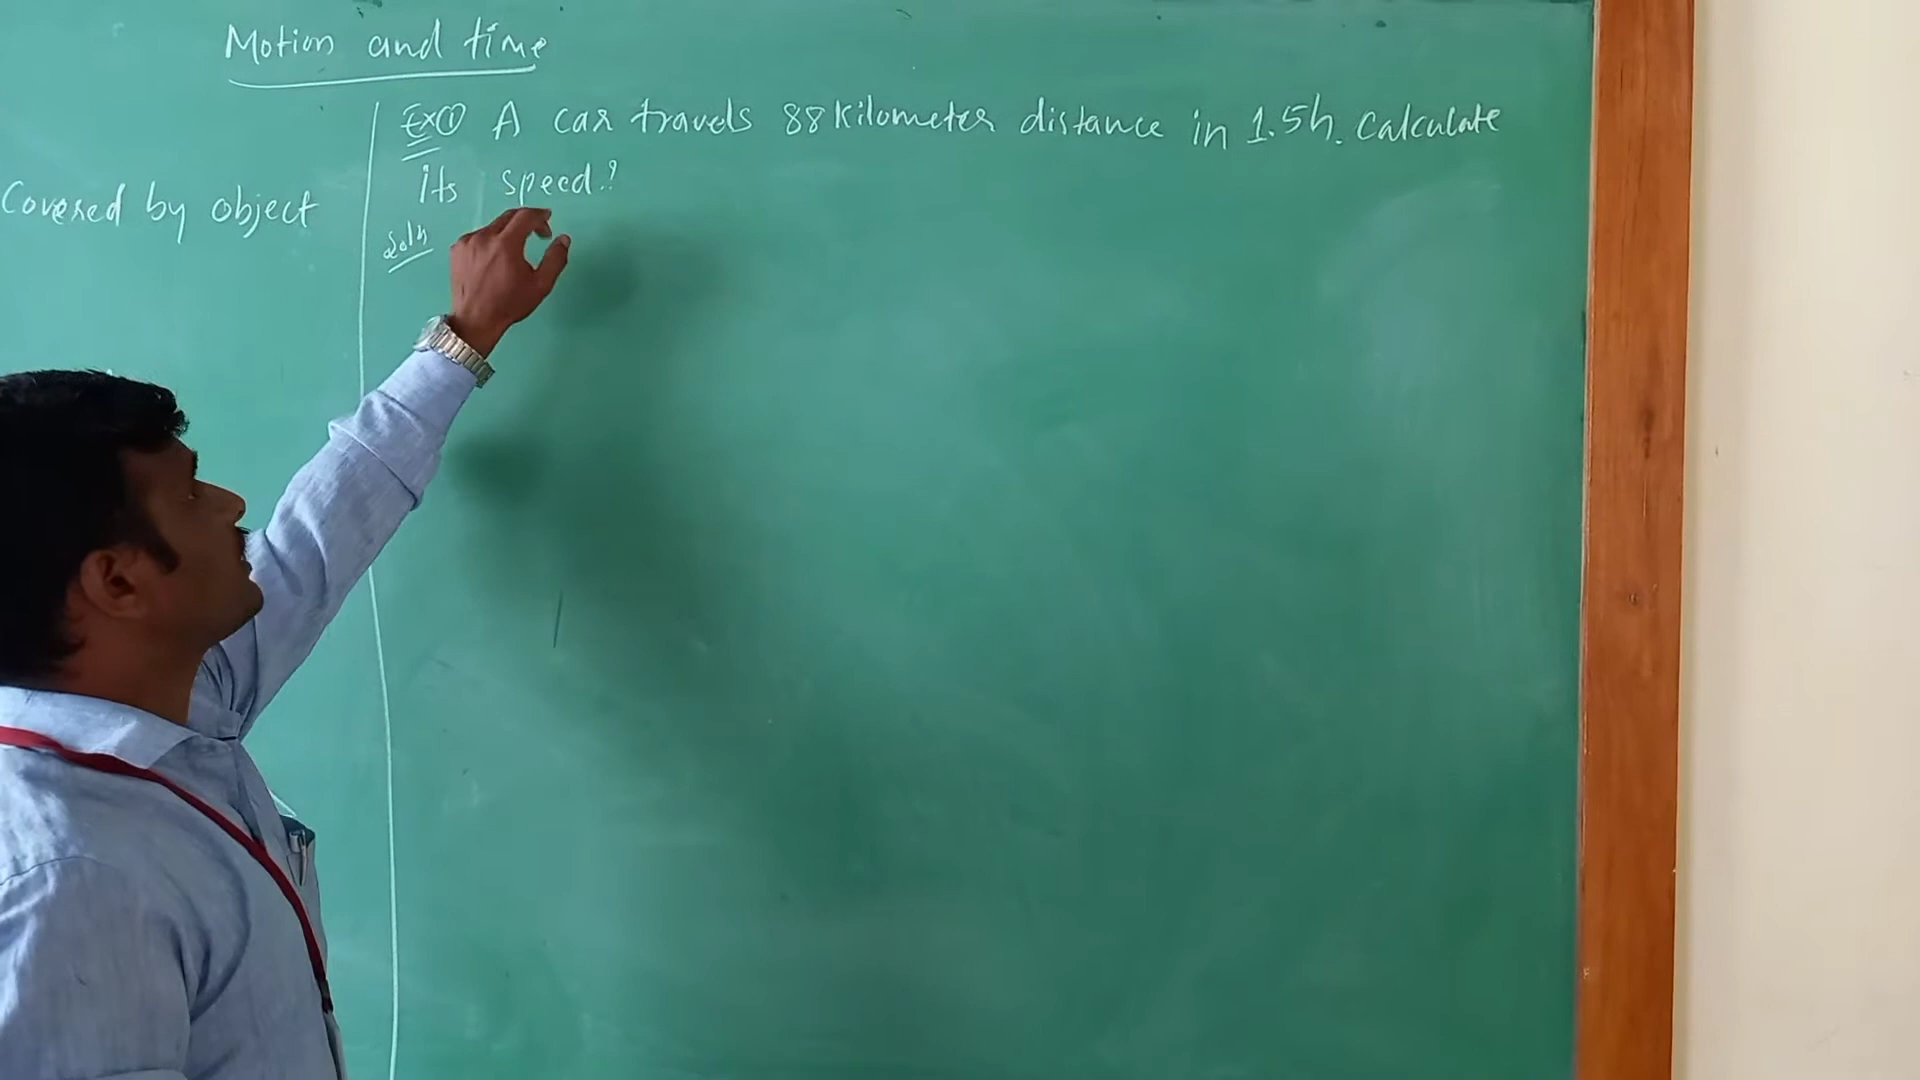 Motion and time
Ex① A car travels 88 Kilometer distance in 1.5h. Calculate
its speed.?
Covered by object
Soln